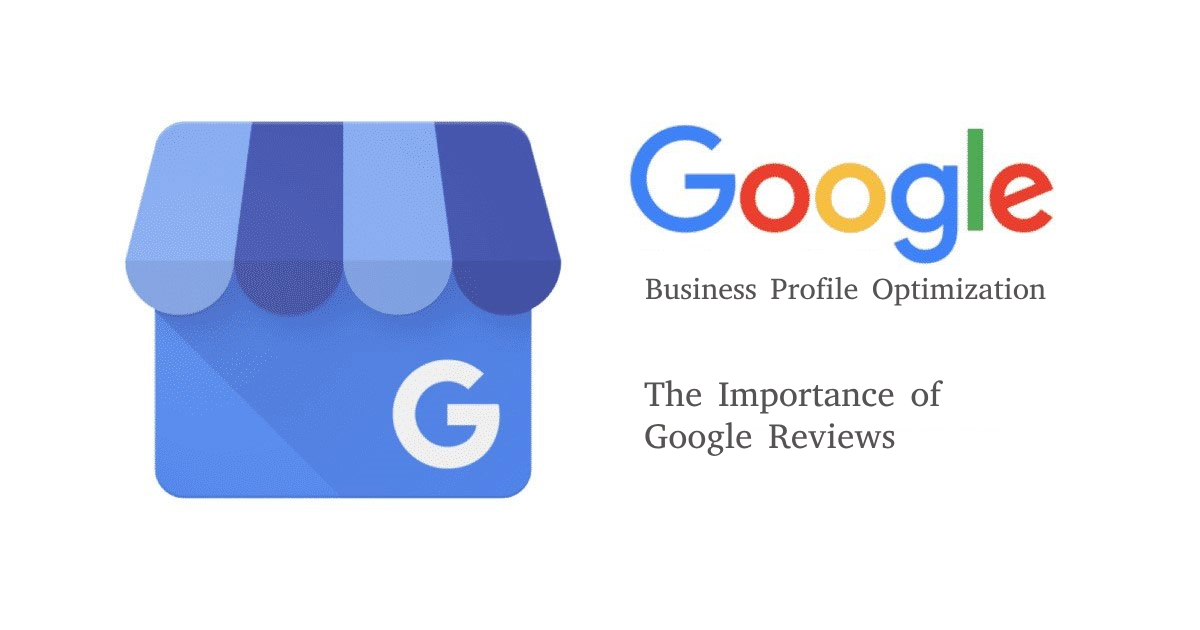 G
Google
Business Profile Optimization
The Importance of
Google Reviews